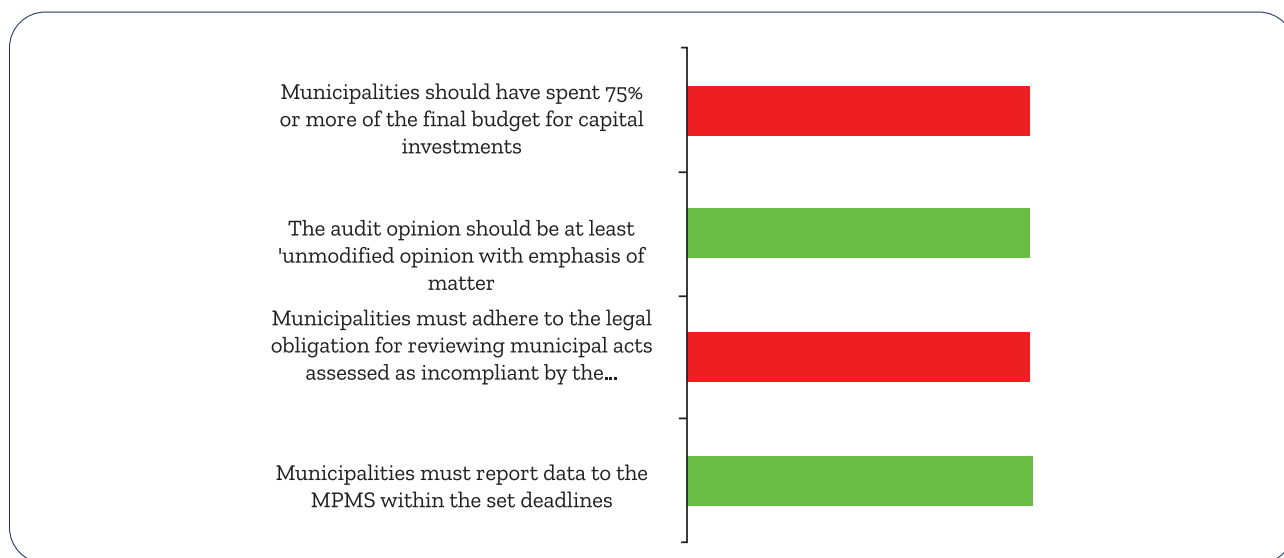 Municipalities should have spent 75%
or more of the final budget for capital
investments
The audit opinion should be at least
'unmodified opinion with emphasis of
matter
Municipalities must adhere to the legal
obligation for reviewing municipal acts
assessed as incompliant by the...
Municipalities must report data to the
MPMS within the set deadlines